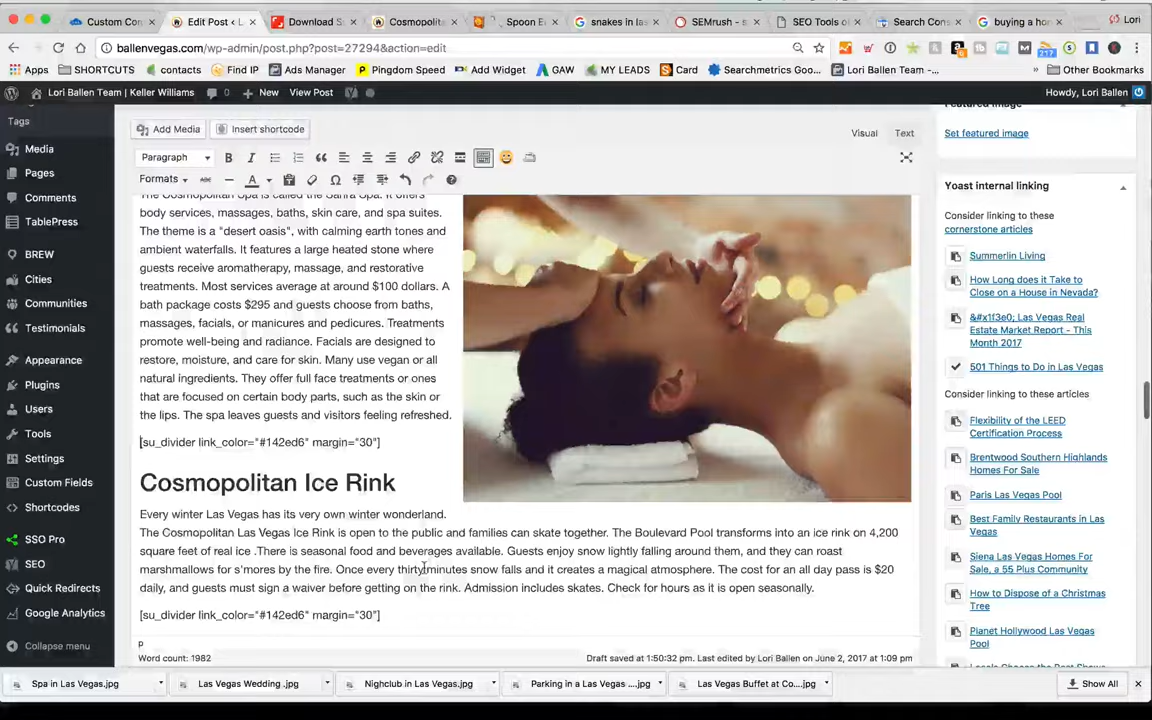 Custom Con
Edit Post ‹ L
Download S
Cosmopolite
Spoon E
snakes in las
SEMrush - s
SEO Tools o
Search Cons
buying a hor
Lori
ballenvegas.com/wp-admin/post.php?post=27294&action=edit
Apps
SHORTCUTS
contacts
Find IP
Ads Manager
Pingdom Speed
Add Widget
GAW
MY LEADS
Card
Searchmetrics Goo...
Lori Ballen Team -...
Other Bookmarks
Lori Ballen Team | Keller Williams
0
New
View Post
Howdy, Lori Ballen
Tags
Media
Pages
Comments
TablePress
BREW
Cities
Communities
Testimonials
Appearance
Plugins
Users
Tools
Settings
Custom Fields
Shortcodes
SSO Pro
SEO
Quick Redirects
Google Analytics
Collapse menu
Add Media
Insert shortcode
Visual
Text
Paragraph
Formats
The Cosmopolitan Spa is called the Sahra Spa. It offers
body services, massages, baths, skin care, and spa suites.
The theme is a "desert oasis", with calming earth tones and
ambient waterfalls. It features a large heated stone where
guests receive aromatherapy, massage, and restorative
treatments. Most services average at around $100 dollars. A
bath package costs $295 and guests choose from baths,
massages, facials, or manicures and pedicures. Treatments
promote well-being and radiance. Facials are designed to
restore, moisture, and care for skin. Many use vegan or all
natural ingredients. They offer full face treatments or ones
that are focused on certain body parts, such as the skin or
the lips. The spa leaves guests and visitors feeling refreshed.
[su_divider link_color="#142ed6" margin="30"]
Cosmopolitan Ice Rink
Every winter Las Vegas has its very own winter wonderland.
The Cosmopolitan Las Vegas Ice Rink is open to the public and families can skate together. The Boulevard Pool transforms into an ice rink on 4,200
square feet of real ice .There is seasonal food and beverages available. Guests enjoy snow lightly falling around them, and they can roast
marshmallows for s'mores by the fire. Once every thirty minutes snow falls and it creates a magical atmosphere. The cost for an all day pass is $20
daily, and guests must sign a waiver before getting on the rink. Admission includes skates. Check for hours as it is open seasonally.
[su_divider link_color="#142ed6" margin="30"]
p
Word count: 1982
Draft saved at 1:50:32 pm. Last edited by Lori Ballen on June 2, 2017 at 1:09 pm
Featured Image
Set featured image
Yoast internal linking
Consider linking to these
cornerstone articles
Summerlin Living
How Long does it Take to
Close on a House in Nevada?
&#x1f3e0; Las Vegas Real
Estate Market Report - This
Month 2017
501 Things to Do in Las Vegas
Consider linking to these articles
Flexibility of the LEED
Certification Process
Brentwood Southern Highlands
Homes For Sale
Paris Las Vegas Pool
Best Family Restaurants in Las
Vegas
Siena Las Vegas Homes For
Sale, a 55 Plus Community
How to Dispose of a Christmas
Tree
Planet Hollywood Las Vegas
Pool
Spa in Las Vegas.jpg
Las Vegas Wedding .jpg
Nighclub in Las Vegas.jpg
Parking in a Las Vegas ....jpg
Las Vegas Buffet at Co....jpg
Show All